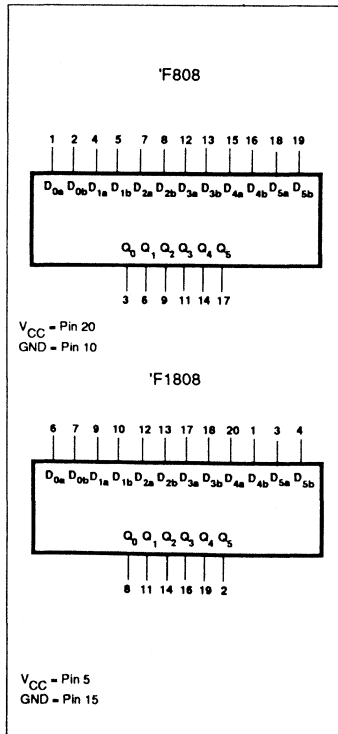 'F808
1 2 4 5 7 8 12 13 15 16 18 19
D0a D0b D1a D1b D2a D2b D3a D3b D4a D4b D5a D5b
Q0 Q1 Q2 Q3 Q4 Q5
3 6 9 11 14 17
VCC = Pin 20
GND = Pin 10
'F1808
6 7 9 10 12 13 17 18 20 1 3 4
D0a D0b D1a D1b D2a D2b D3a D3b D4a D4b D5a D5b
Q0 Q1 Q2 Q3 Q4 Q5
8 11 14 16 19 2
VCC = Pin 5
GND = Pin 15